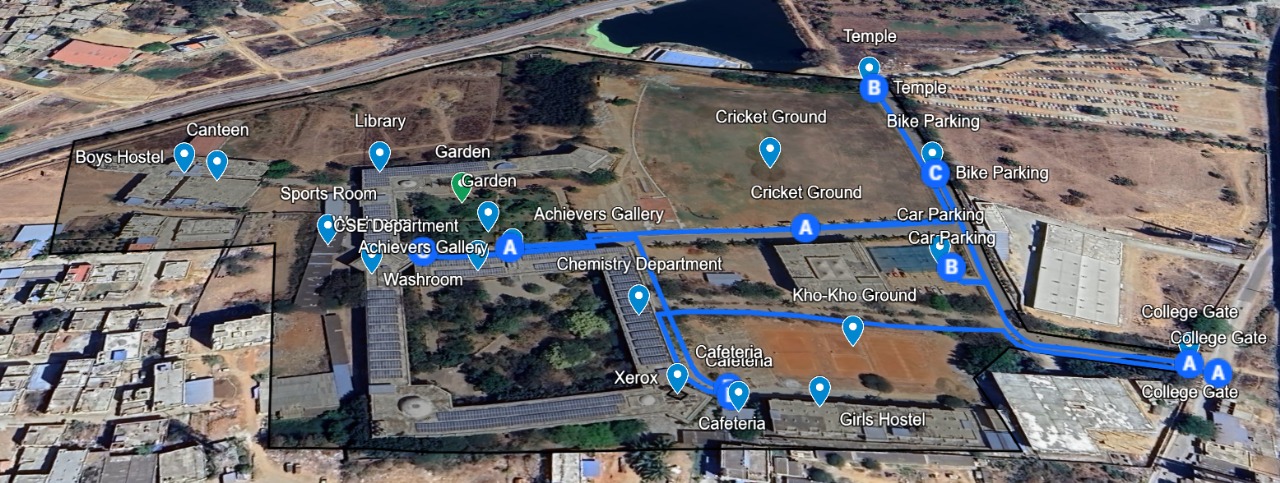 Temple
B Temple
Bike Parking
Cricket Ground
Canteen
Library
Boys Hostel
Garden
C Bike Parking
Garden
Sports Room
Cricket Ground
Achievers Gallery
Car Parking
CSE Department
A
Car Parking
Achievers Gallery
A
Washroom
Chemistry Department
B
Kho-Kho Ground
College Gate
College Gate
Cafeteria
Cafeteria
A
A
Xerox
College Gate
Cafeteria
Girls Hostel